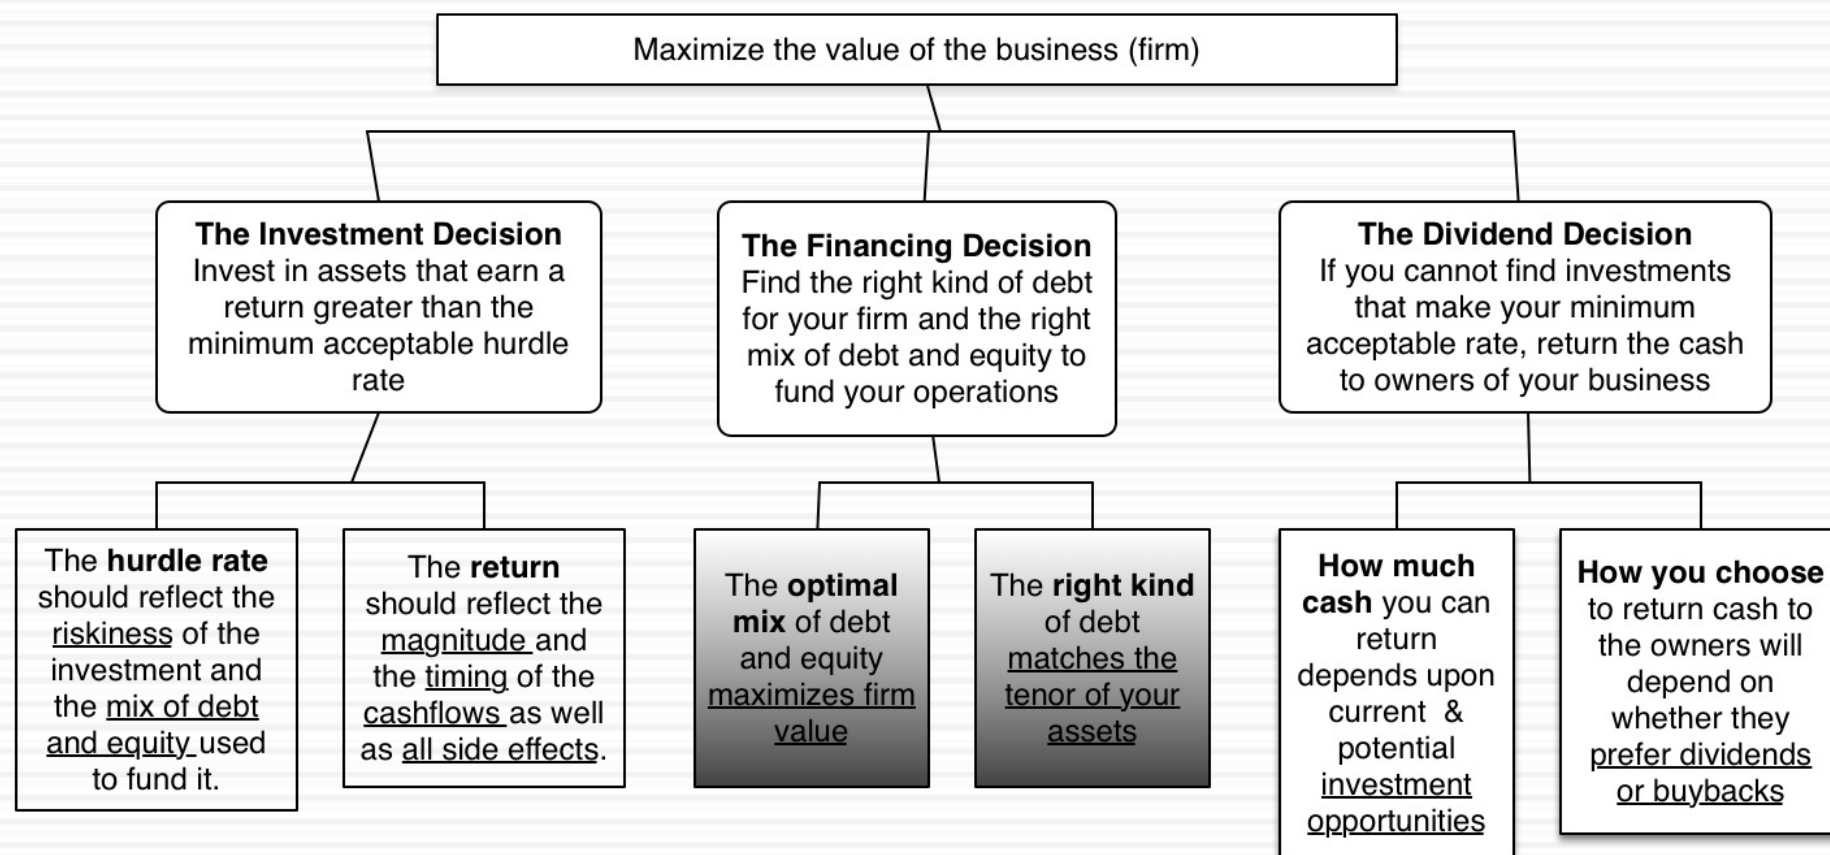 Maximize the value of the business (firm)
The Investment Decision
Invest in assets that earn a
return greater than the
minimum acceptable hurdle
rate
The Financing Decision
Find the right kind of debt
for your firm and the right
mix of debt and equity to
fund your operations
The Dividend Decision
If you cannot find investments
that make your minimum
acceptable rate, return the cash
to owners of your business
The hurdle rate
should reflect the
riskiness of the
investment and
the mix of debt
and equity used
to fund it.
The return
should reflect the
magnitude and
the timing of the
cashflows as well
as all side effects.
The optimal
mix of debt
and equity
maximizes firm
value
The right kind
of debt
matches the
tenor of your
assets
How much
cash you can
return
depends upon
current & 
potential
investment
opportunities
How you choose
to return cash to
the owners will
depend on
whether they
prefer dividends
or buybacks